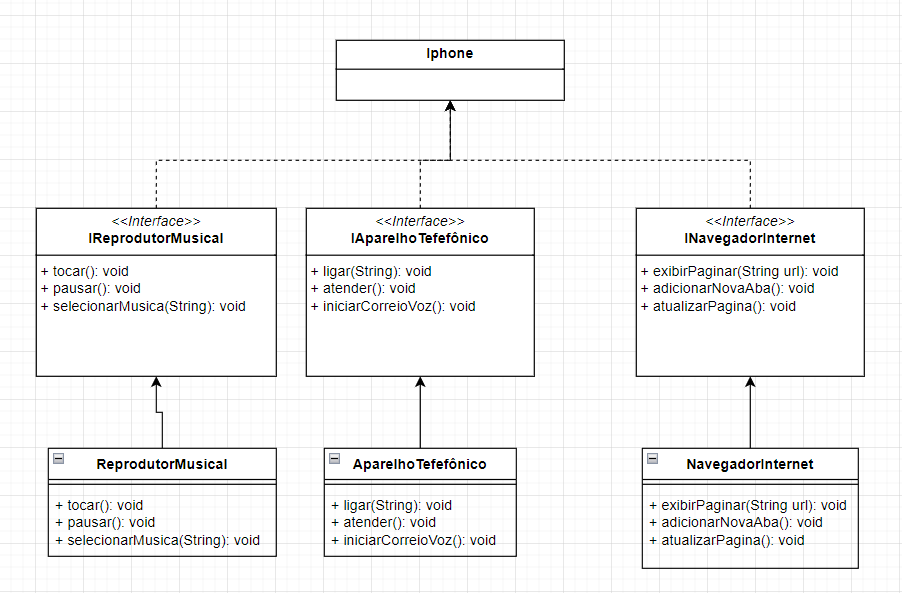 Iphone
<<Interface>>
IReprodutorMusical
+ tocar(): void
+ pausar(): void
+ selecionarMusica(String): void
<<Interface>>
IAparelhoTefefônico
+ ligar(String): void
+ atender(): void
+ iniciarCorreioVoz(): void
<<Interface>>
INavegadorInternet
+ exibirPaginar(String url): void
+ adicionarNovaAba(): void
+ atualizarPagina(): void
ReprodutorMusical
+ tocar(): void
+ pausar(): void
+ selecionarMusica(String): void
AparelhoTefefônico
+ ligar(String): void
+ atender(): void
+ iniciarCorreioVoz(): void
NavegadorInternet
+ exibirPaginar(String url): void
+ adicionarNovaAba(): void
+ atualizarPagina(): void